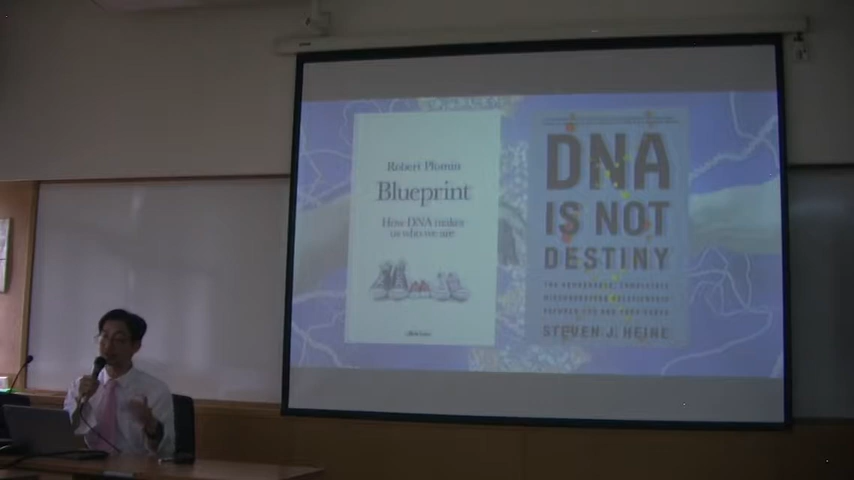 Robert Plomin
Blueprint
How DNA makes
us who we are
DNA
IS NOT
DESTINY
STEVEN J. HEINE